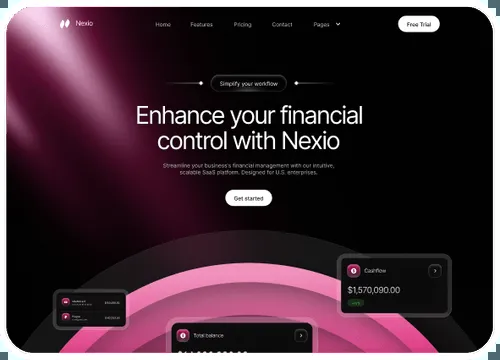 Nexio
Home
Features
Pricing
Contact
Pages
Free Trial
Simplify your workflow
Enhance your financial
control with Nexio
Streamline your business's financial management with our intuitive,
scalable SaaS platform. Designed for U.S. enterprises.
Get started
Cashflow
$1,570,090.00
Total balance